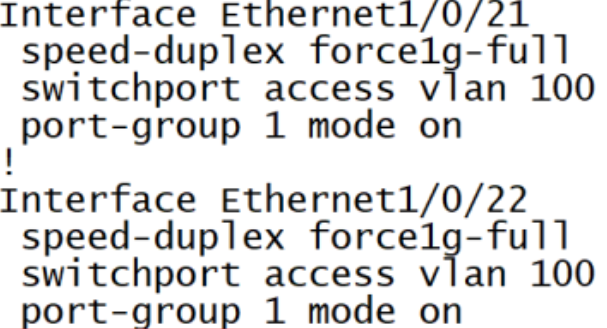 Interface Ethernet1/0/21
 speed-duplex force1g-full
 switchport access vlan 100
 port-group 1 mode on
!
Interface Ethernet1/0/22
 speed-duplex force1g-full
 switchport access vlan 100
 port-group 1 mode on